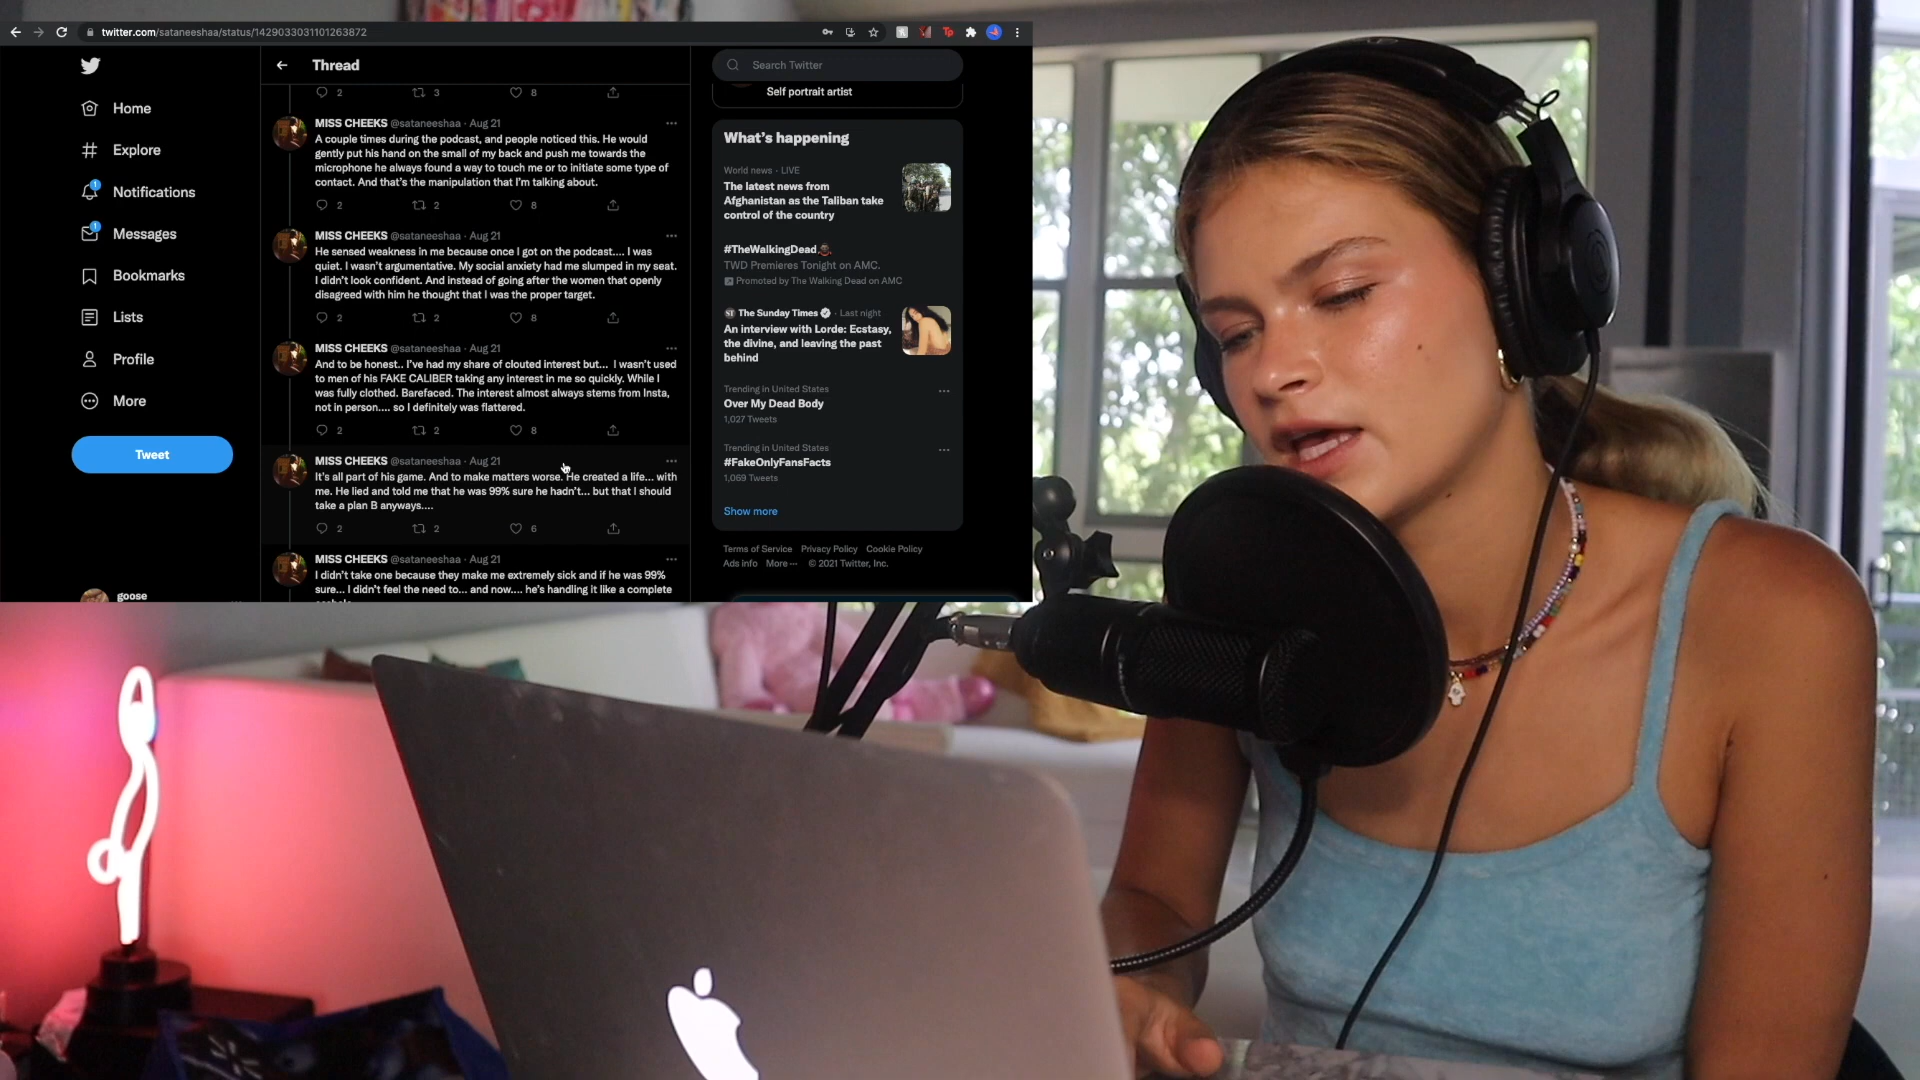 twitter.com/sataneeshaa/status/1429033031101263872
Home
Explore
Notifications
Messages
Bookmarks
Lists
Profile
More
Tweet
goose
Thread
2 3 8
MISS CHEEKS @sataneeshaa · Aug 21
A couple times during the podcast, and people noticed this. He would
gently put his hand on the small of my back and push me towards the
microphone he always found a way to touch me or to initiate some type of
contact. And that's the manipulation that I'm talking about.
2 2 8
MISS CHEEKS @sataneeshaa · Aug 21
He sensed weakness in me because once I got on the podcast.... I was
quiet. I wasn't argumentative. My social anxiety had me slumped in my seat.
I didn't look confident. And instead of going after the women that openly
disagreed with him he thought that I was the proper target.
2 2 8
MISS CHEEKS @sataneeshaa · Aug 21
And to be honest.. I've had my share of clouted interest but... I wasn't used
to men of his FAKE CALIBER taking any interest in me so quickly. While I
was fully clothed. Barefaced. The interest almost always stems from Insta,
not in person.... so I definitely was flattered.
2 2 8
MISS CHEEKS @sataneeshaa · Aug 21
It's all part of his game. And to make matters worse. He created a life... with
me. He lied and told me that he was 99% sure he hadn't... but that I should
take a plan B anyways....
2 2 6
MISS CHEEKS @sataneeshaa · Aug 21
I didn't take one because they make me extremely sick and if he was 99%
sure... I didn't feel the need to... and now.... he's handling it like a complete
Search Twitter
Self portrait artist
What's happening
World news · LIVE
The latest news from
Afghanistan as the Taliban take
control of the country
#TheWalkingDead
TWD Premieres Tonight on AMC.
Promoted by The Walking Dead on AMC
The Sunday Times · Last night
An interview with Lorde: Ecstasy,
the divine, and leaving the past
behind
Trending in United States
Over My Dead Body
1,027 Tweets
Trending in United States
#FakeOnlyFansFacts
1,069 Tweets
Show more
Terms of Service Privacy Policy Cookie Policy
Ads info More ··· © 2021 Twitter, Inc.